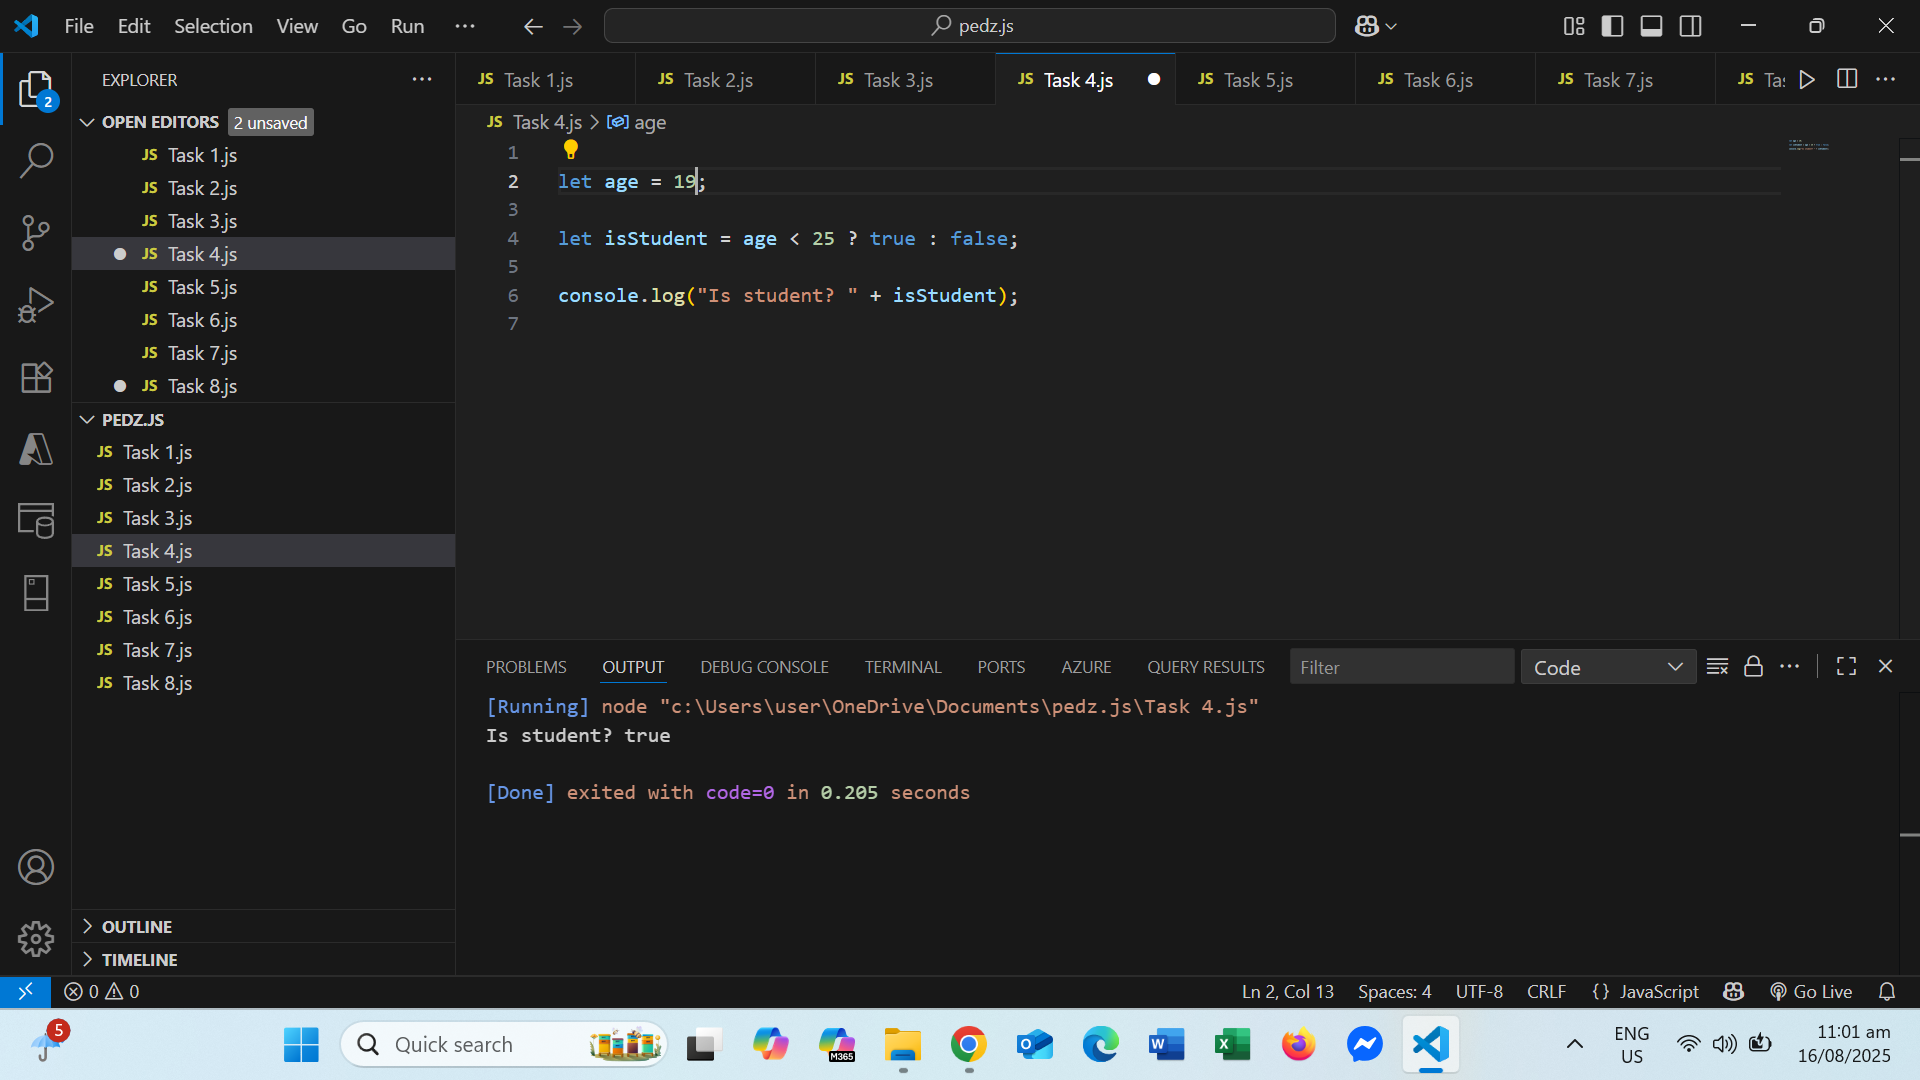 File Edit Selection View Go Run ··· pedz.js
EXPLORER ···
OPEN EDITORS 2 unsaved
JS Task 1.js
JS Task 2.js
JS Task 3.js
JS Task 4.js
JS Task 5.js
JS Task 6.js
JS Task 7.js
JS Task 8.js
PEDZ.JS
JS Task 1.js
JS Task 2.js
JS Task 3.js
JS Task 4.js
JS Task 5.js
JS Task 6.js
JS Task 7.js
JS Task 8.js
OUTLINE
TIMELINE
2
JS Task 1.js JS Task 2.js JS Task 3.js JS Task 4.js JS Task 5.js JS Task 6.js JS Task 7.js JS Tas
JS Task 4.js > age
1
2 let age = 19;
3
4 let isStudent = age < 25 ? true : false;
5
6 console.log("Is student? " + isStudent);
7
PROBLEMS OUTPUT DEBUG CONSOLE TERMINAL PORTS AZURE QUERY RESULTS Filter Code
[Running] node "c:\Users\user\OneDrive\Documents\pedz.js\Task 4.js"
Is student? true
[Done] exited with code=0 in 0.205 seconds
0 0 Ln 2, Col 13 Spaces: 4 UTF-8 CRLF {} JavaScript Go Live
5 Quick search M365 ENG 11:01 am
US 16/08/2025